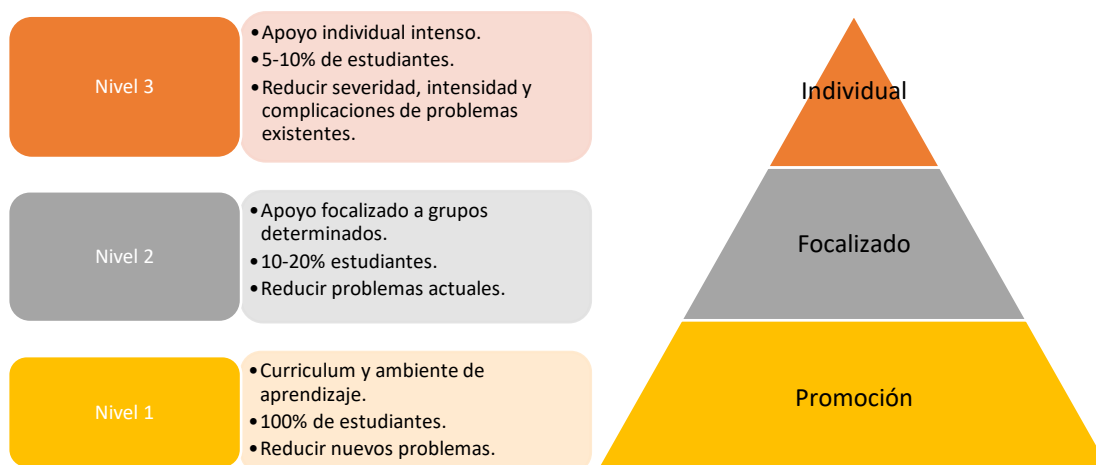 Nivel 3
•Apoyo individual intenso.
•5-10% de estudiantes.
•Reducir severidad, intensidad y
complicaciones de problemas
existentes.
Nivel 2
•Apoyo focalizado a grupos
determinados.
•10-20% estudiantes.
•Reducir problemas actuales.
Nivel 1
•Curriculum y ambiente de
aprendizaje.
•100% de estudiantes.
•Reducir nuevos problemas.
Individual
Focalizado
Promoción